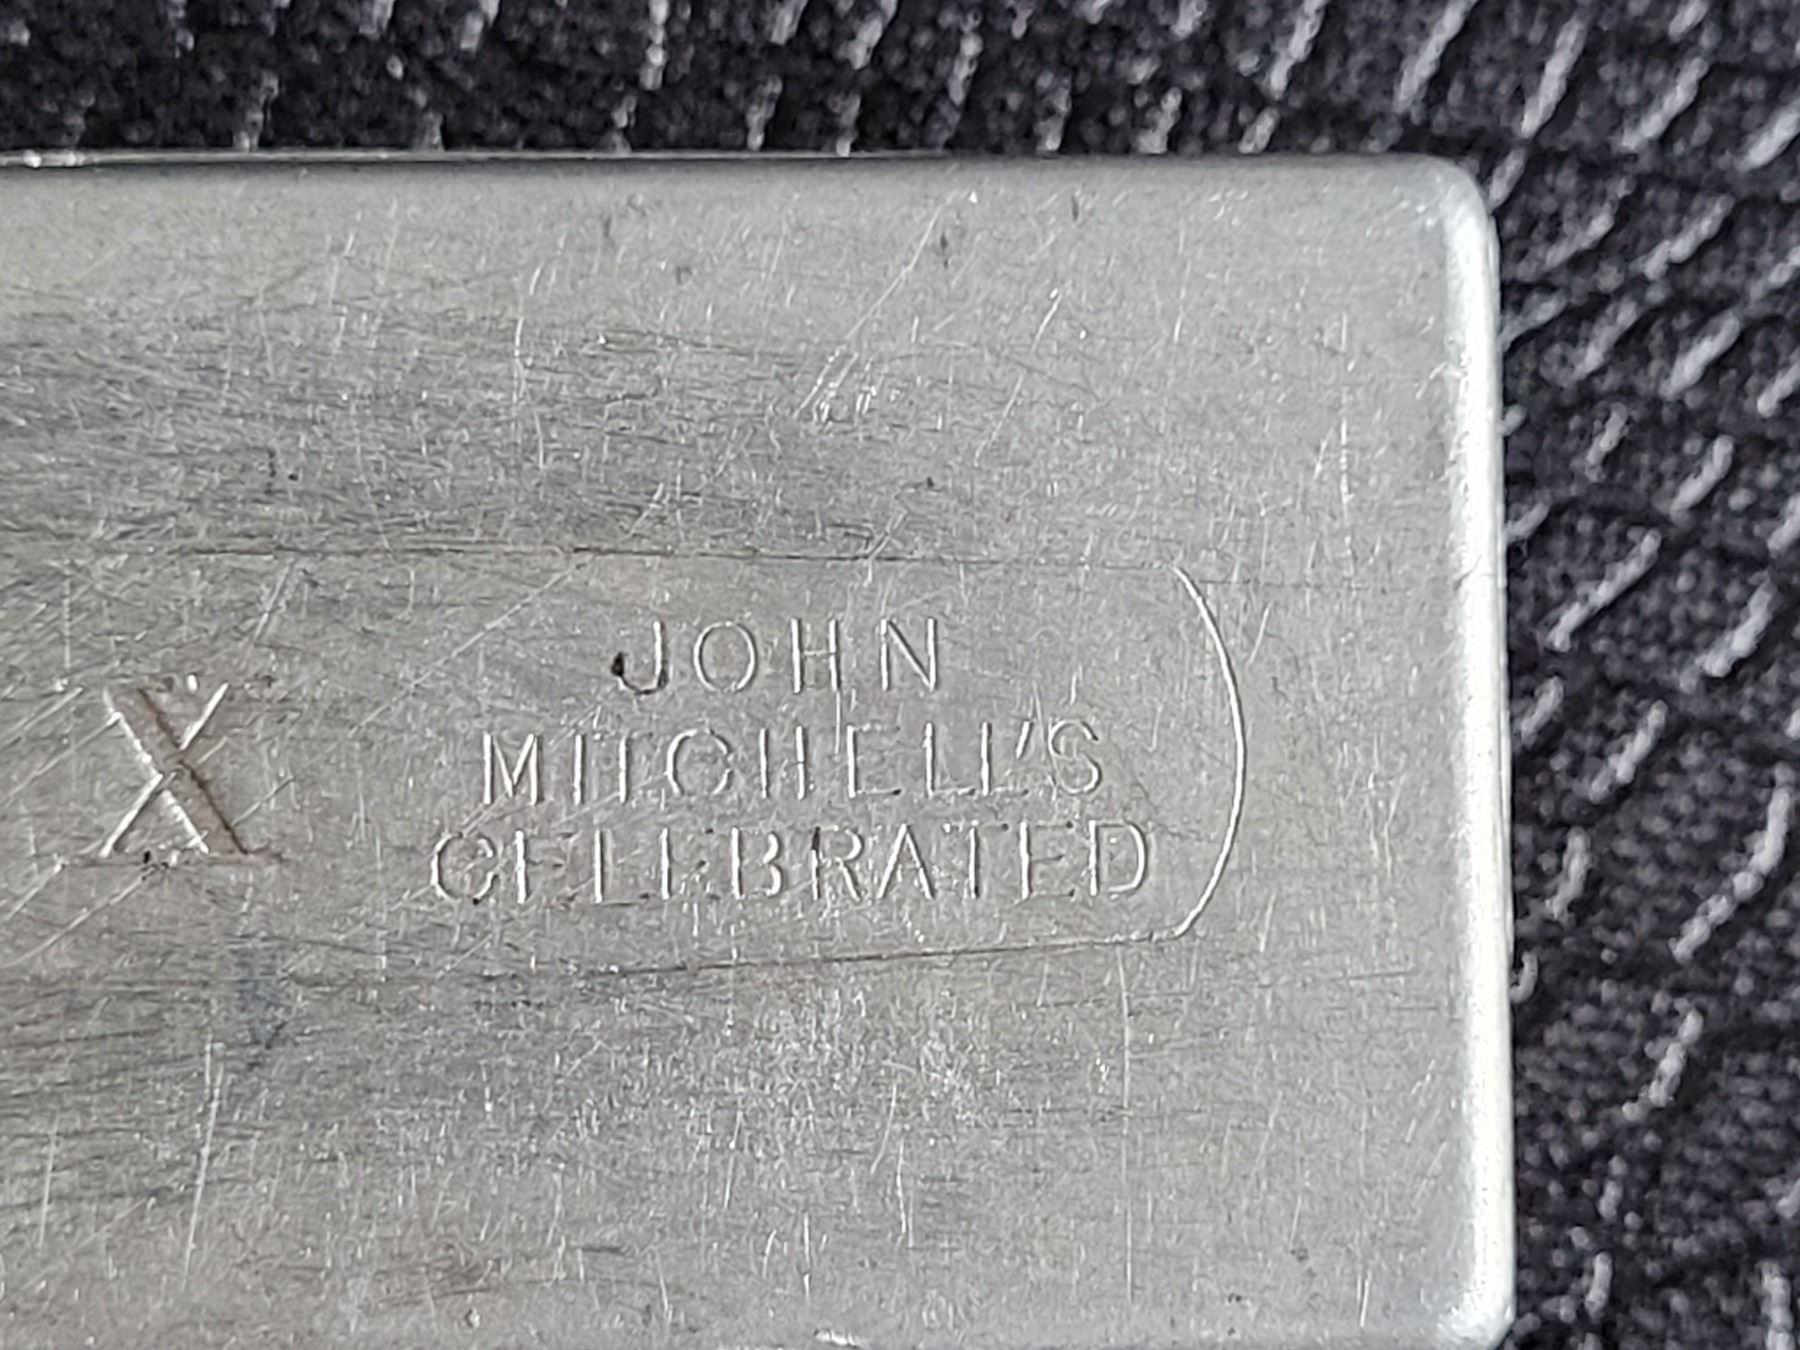 X
JOHN
MITCHELL'S
CELEBRATED